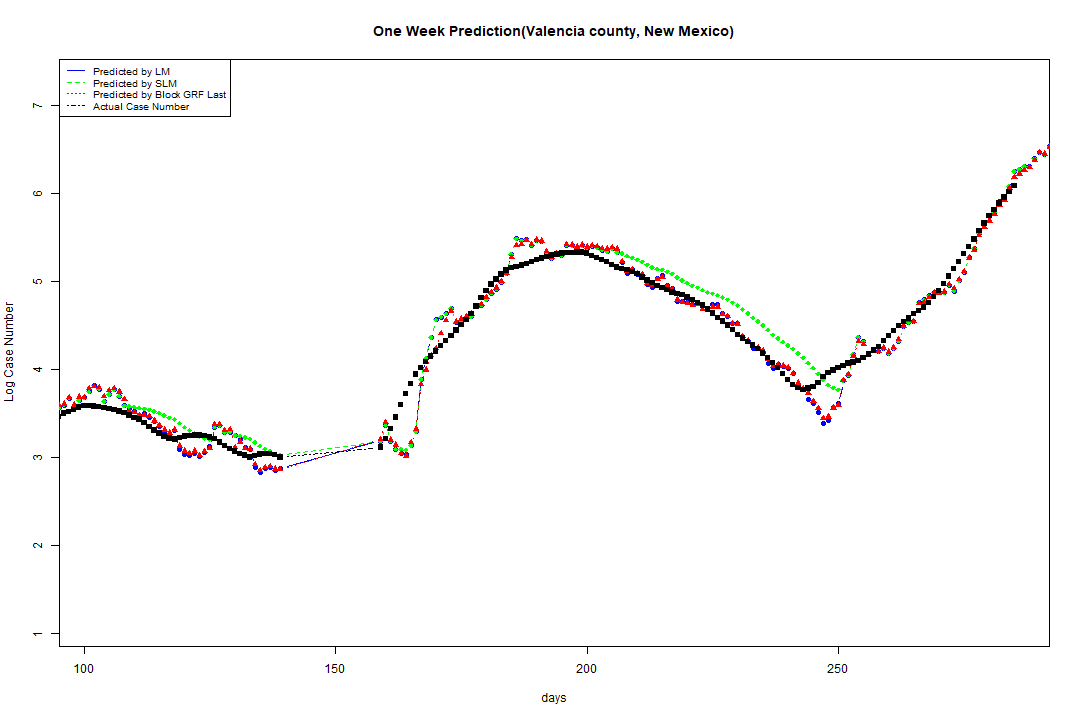 One Week Prediction(Valencia county, New Mexico)
Predicted by LM
Predicted by SLM
Predicted by Block GRF Last
Actual Case Number
7
6
5
4
3
2
1
Log Case Number
100 150 200 250
days